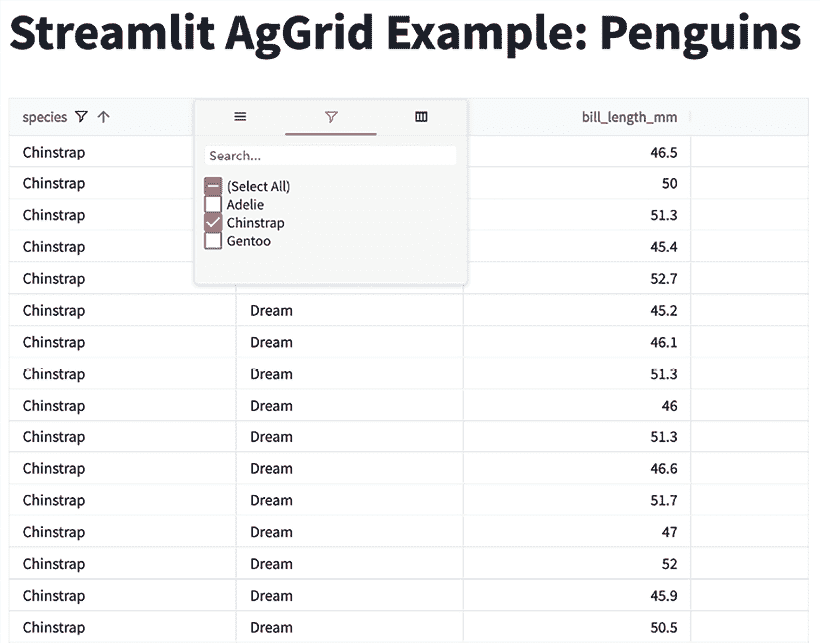 Streamlit AgGrid Example: Penguins
species bill_length_mm
Chinstrap 46.5
Search...
Chinstrap 50
(Select All)
Adelie
Chinstrap 51.3
Chinstrap
Gentoo
Chinstrap 45.4
Chinstrap 52.7
Chinstrap Dream 45.2
Chinstrap Dream 46.1
Chinstrap Dream 51.3
Chinstrap Dream 46
Chinstrap Dream 51.3
Chinstrap Dream 46.6
Chinstrap Dream 51.7
Chinstrap Dream 47
Chinstrap Dream 52
Chinstrap Dream 45.9
Chinstrap Dream 50.5